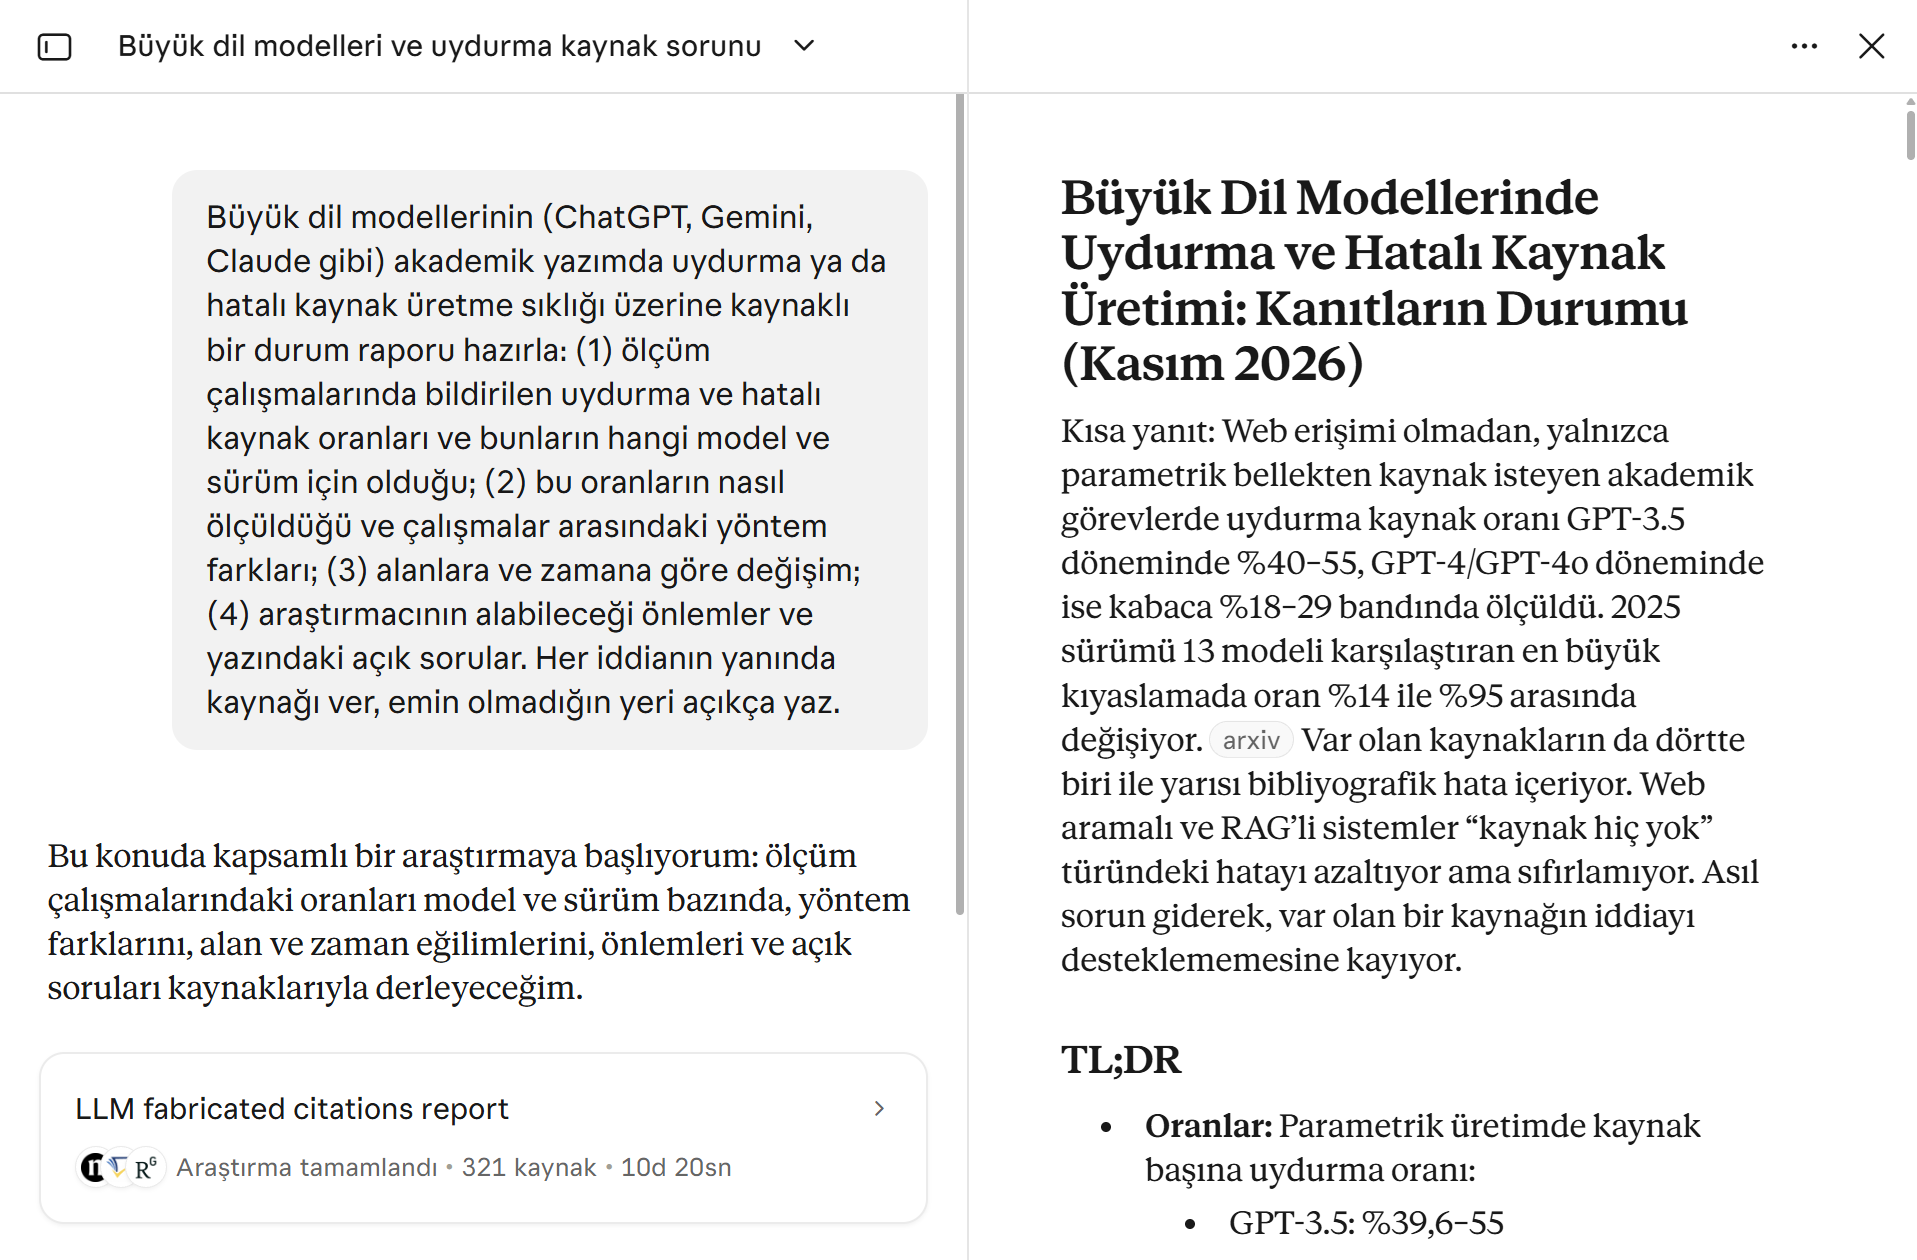 Büyük dil modelleri ve uydurma kaynak sorunu
Büyük dil modellerinin (ChatGPT, Gemini,
Claude gibi) akademik yazımda uydurma ya da
hatalı kaynak üretme sıklığı üzerine kaynaklı
bir durum raporu hazırla: (1) ölçüm
çalışmalarında bildirilen uydurma ve hatalı
kaynak oranları ve bunların hangi model ve
sürüm için olduğu; (2) bu oranların nasıl
ölçüldüğü ve çalışmalar arasındaki yöntem
farkları; (3) alanlara ve zamana göre değişim;
(4) araştırmacının alabileceği önlemler ve
yazındaki açık sorular. Her iddianın yanında
kaynağı ver, emin olmadığın yeri açıkça yaz.
Bu konuda kapsamlı bir araştırmaya başlıyorum: ölçüm
çalışmalarındaki oranları model ve sürüm bazında, yöntem
farklarını, alan ve zaman eğilimlerini, önlemleri ve açık
soruları kaynaklarıyla derleyeceğim.
LLM fabricated citations report
n RG Araştırma tamamlandı • 321 kaynak • 10d 20sn
Büyük Dil Modellerinde
Uydurma ve Hatalı Kaynak
Üretimi: Kanıtların Durumu
(Kasım 2026)
Kısa yanıt: Web erişimi olmadan, yalnızca
parametrik bellekten kaynak isteyen akademik
görevlerde uydurma kaynak oranı GPT-3.5
döneminde %40–55, GPT-4/GPT-4o döneminde
ise kabaca %18–29 bandında ölçüldü. 2025
sürümü 13 modeli karşılaştıran en büyük
kıyaslamada oran %14 ile %95 arasında
değişiyor. arxiv Var olan kaynakların da dörtte
biri ile yarısı bibliyografik hata içeriyor. Web
aramalı ve RAG’li sistemler “kaynak hiç yok”
türündeki hatayı azaltıyor ama sıfırlamıyor. Asıl
sorun giderek, var olan bir kaynağın iddiayı
desteklememesine kayıyor.
TL;DR
• Oranlar: Parametrik üretimde kaynak
başına uydurma oranı:
• GPT-3.5: %39,6–55